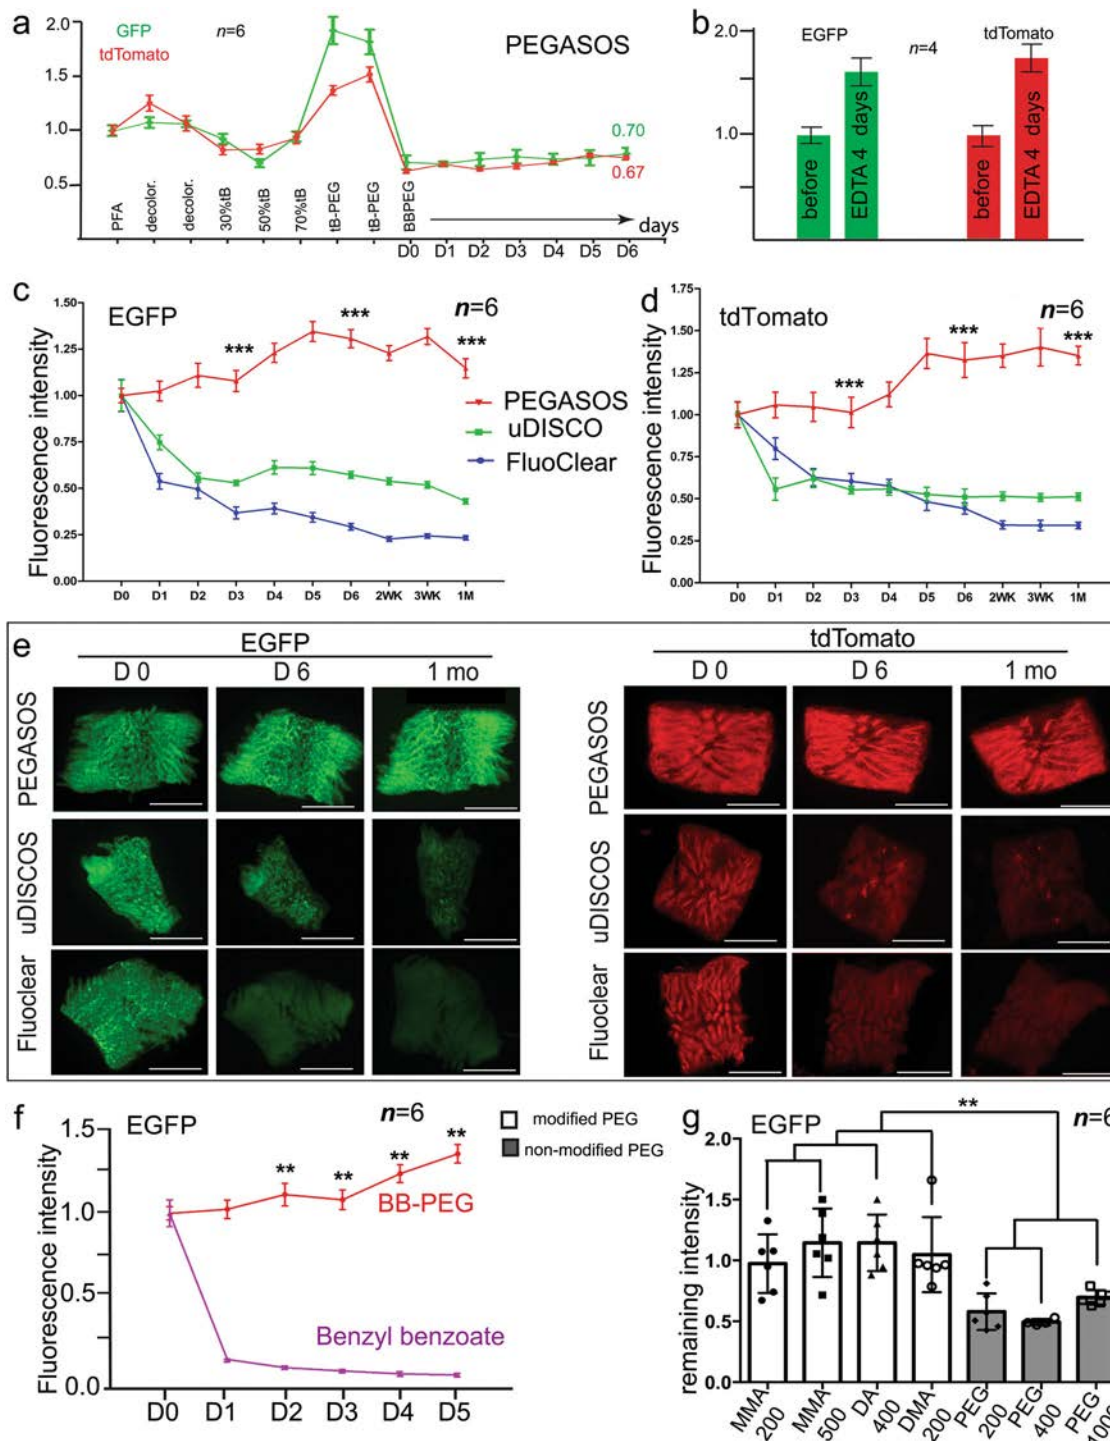 a
GFP
tdTomato
n=6
PEGASOS
2.0
1.5
1.0
0.5
0.70
0.67
PFA
decolor.
decolor.
30%tB
50%tB
70%tB
tB-PEG
tB-PEG
BBPEG
days
D0 D1 D2 D3 D4 D5 D6
b
EGFP
n=4
tdTomato
2.0
1.0
before
EDTA 4 days
before
EDTA 4 days
c
EGFP
n=6
Fluorescence intensity
1.50
1.25
1.00
0.75
0.50
0.25
0.00
***
***
***
PEGASOS
uDISCO
FluoClear
D0 D1 D2 D3 D4 D5 D6 2WK 3WK 1M
d
tdTomato
n=6
Fluorescence intensity
1.75
1.50
1.25
1.00
0.75
0.50
0.25
0.00
***
***
***
D0 D1 D2 D3 D4 D5 D6 2WK 3WK 1M
e
EGFP
D 0 D 6 1 mo
PEGASOS
uDISCOS
Fluoclear
tdTomato
D 0 D 6 1 mo
PEGASOS
uDISCOS
Fluoclear
f
EGFP
n=6
Fluorescence intensity
1.5
1.0
0.5
0.0
**
**
**
**
BB-PEG
Benzyl benzoate
D0 D1 D2 D3 D4 D5
modified PEG
non-modified PEG
g
EGFP
**
n=6
remaining intensity
2.0
1.5
1.0
0.5
0.0
MMA 200
MMA 500
DA 400
DMA 200
PEG 200
PEG 400
PEG 1000